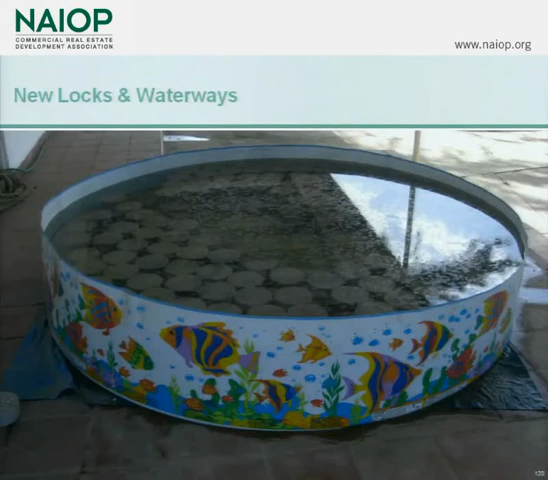 NAIOP
COMMERCIAL REAL ESTATE
DEVELOPMENT ASSOCIATION
www.naiop.org
New Locks & Waterways
120